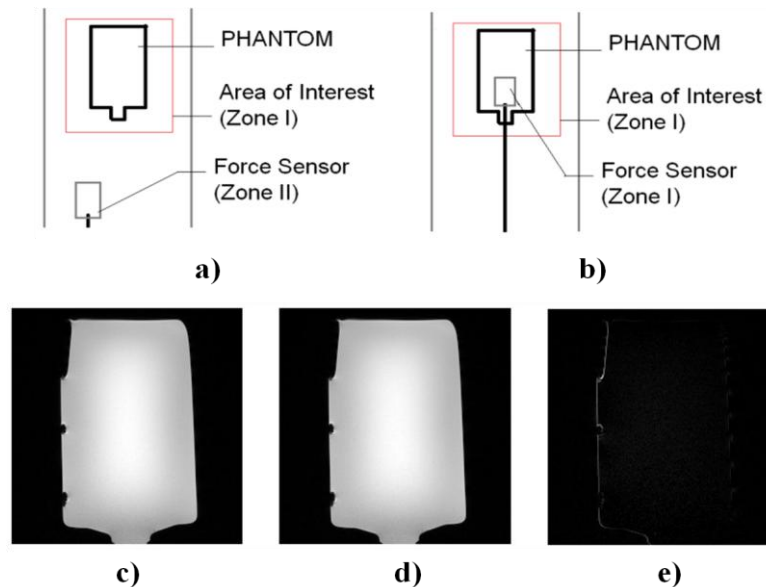 PHANTOM
Area of Interest
(Zone I)
Force Sensor
(Zone II)
a)
PHANTOM
Area of Interest
(Zone I)
Force Sensor
(Zone I)
b)
c)
d)
e)